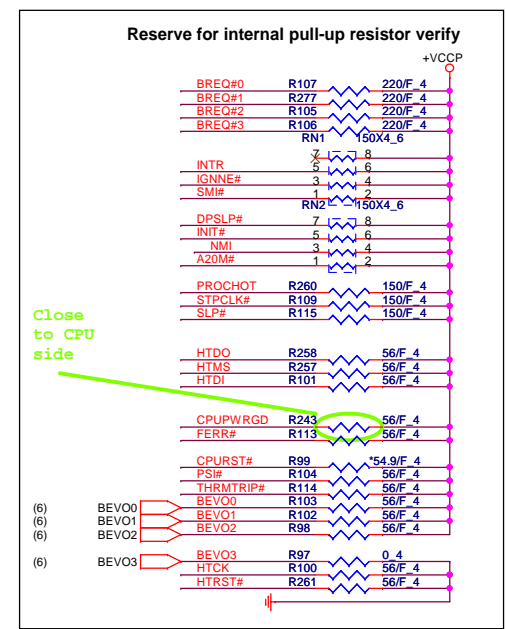 Reserve for internal pull-up resistor verify
+VCCP
BREQ#0 R107 220/F_4
BREQ#1 R277 220/F_4
BREQ#2 R105 220/F_4
BREQ#3 R106 220/F_4
RN1 150X4_6
7 8
INTR 5 6
IGNNE# 3 4
SMI# 1 2
RN2 150X4_6
DPSLP# 7 8
INIT# 5 6
NMI 3 4
A20M# 1 2
PROCHOT R260 150/F_4
STPCLK# R109 150/F_4
SLP# R115 150/F_4
Close
to CPU
side
HTDO R258 56/F_4
HTMS R257 56/F_4
HTDI R101 56/F_4
CPUPWRGD R243 56/F_4
FERR# R113 56/F_4
CPURST# R99 *54.9/F_4
PSI# R104 56/F_4
THRMTRIP# R114 56/F_4
(6) BEVO0 BEVO0 R103 56/F_4
(6) BEVO1 BEVO1 R102 56/F_4
(6) BEVO2 BEVO2 R98 56/F_4
(6) BEVO3 BEVO3 R97 0_4
HTCK R100 56/F_4
HTRST# R261 56/F_4